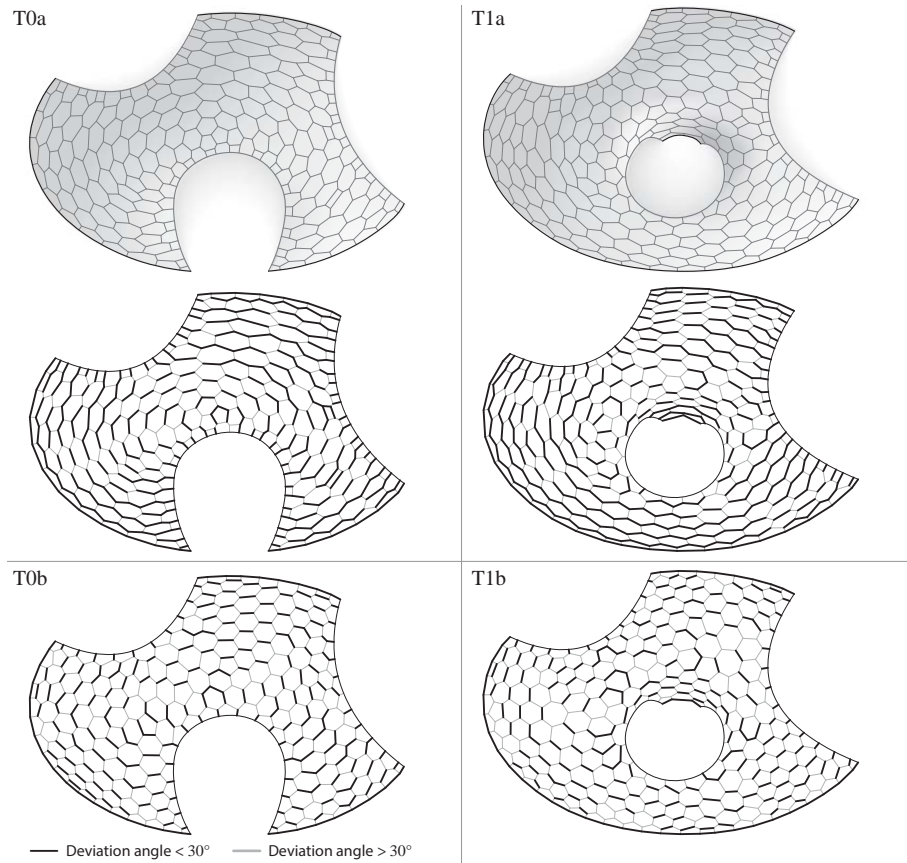 T0a
T1a
T0b
T1b
Deviation angle < 30°
Deviation angle > 30°